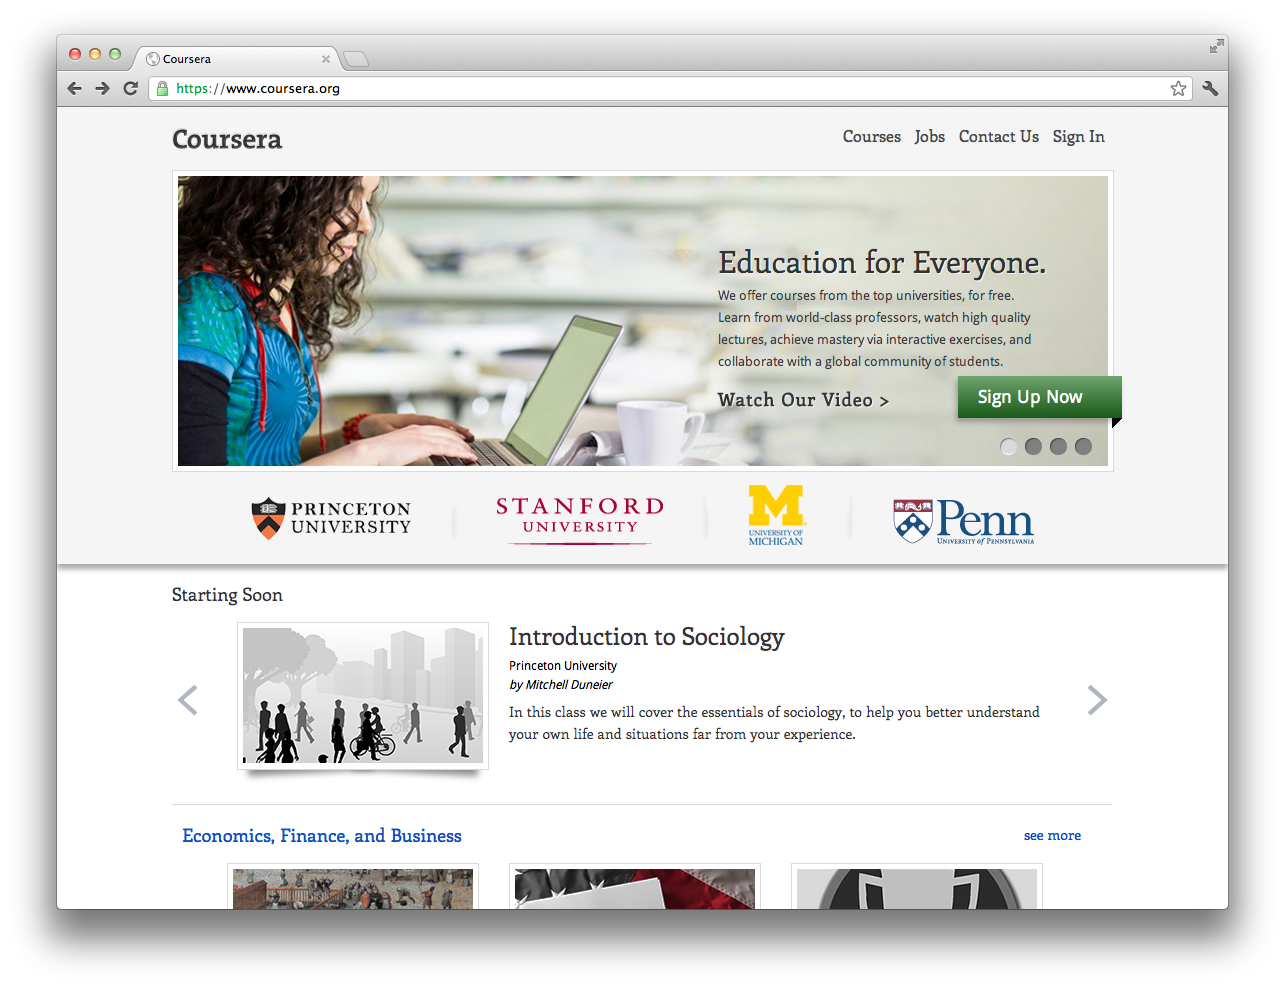 Coursera
https://www.coursera.org
Coursera
Courses Jobs Contact Us Sign In
Education for Everyone.
We offer courses from the top universities, for free.
Learn from world-class professors, watch high quality
lectures, achieve mastery via interactive exercises, and
collaborate with a global community of students.
Watch Our Video >
Sign Up Now
PRINCETON
UNIVERSITY
STANFORD
UNIVERSITY
M
UNIVERSITY OF
MICHIGAN
Penn
UNIVERSITY of PENNSYLVANIA
Starting Soon
Introduction to Sociology
Princeton University
by Mitchell Duneier
In this class we will cover the essentials of sociology, to help you better understand
your own life and situations far from your experience.
Economics, Finance, and Business
see more